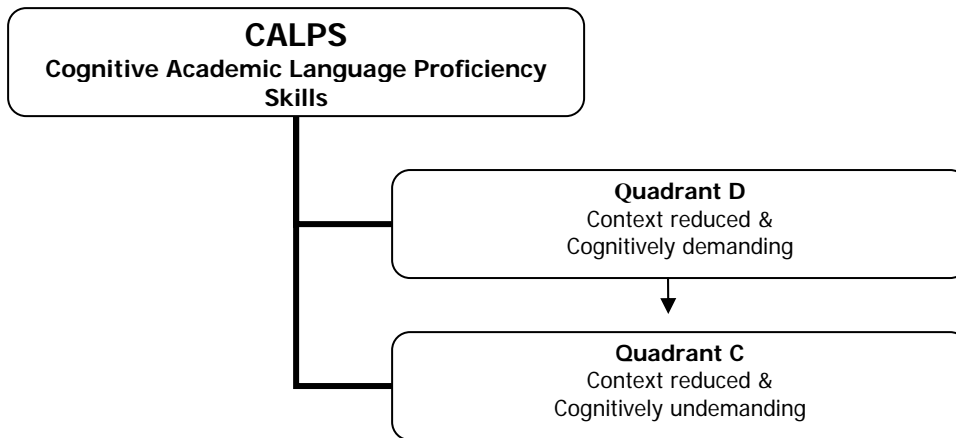 CALPS
Cognitive Academic Language Proficiency
Skills
Quadrant D
Context reduced &
Cognitively demanding
Quadrant C
Context reduced &
Cognitively undemanding